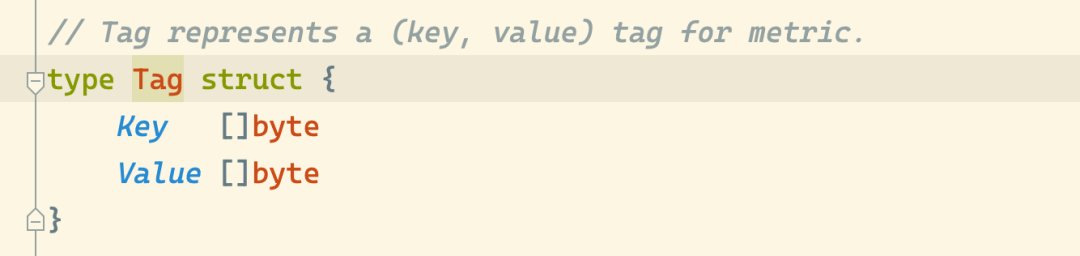 // Tag represents a (key, value) tag for metric.
type Tag struct {
    Key   []byte
    Value []byte
}